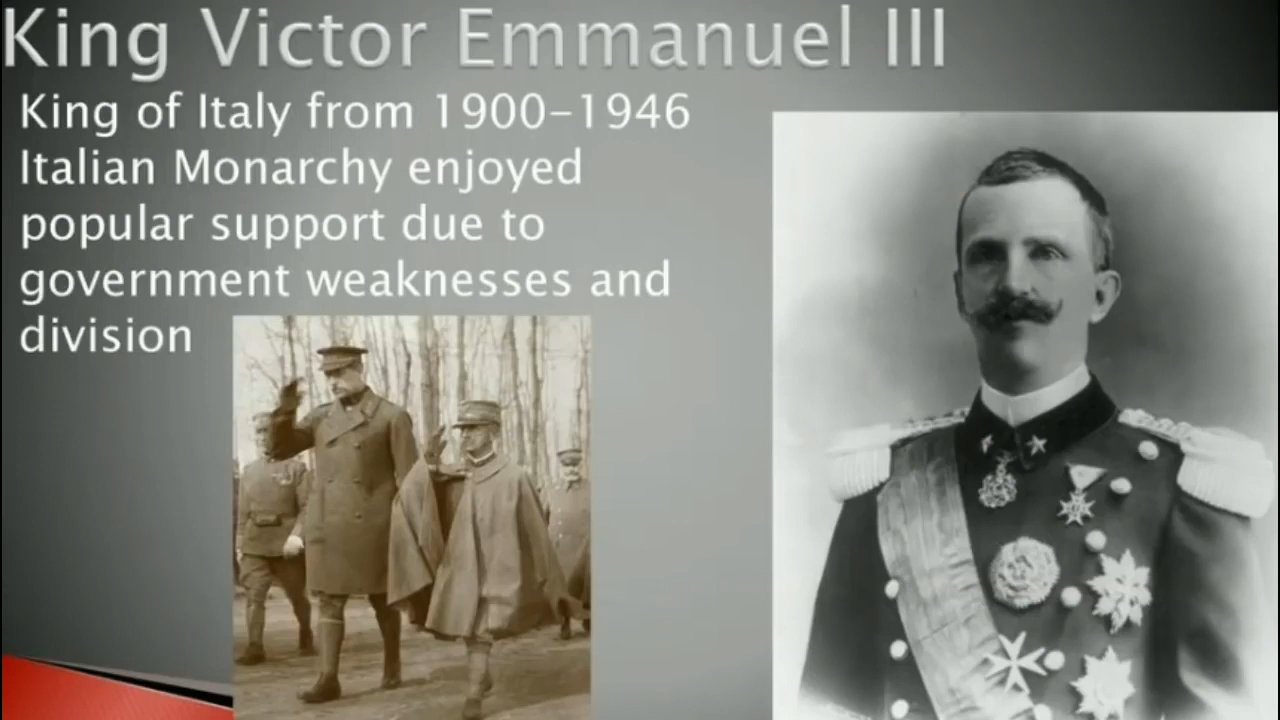 King Victor Emmanuel III
King of Italy from 1900-1946
Italian Monarchy enjoyed
popular support due to
government weaknesses and
division